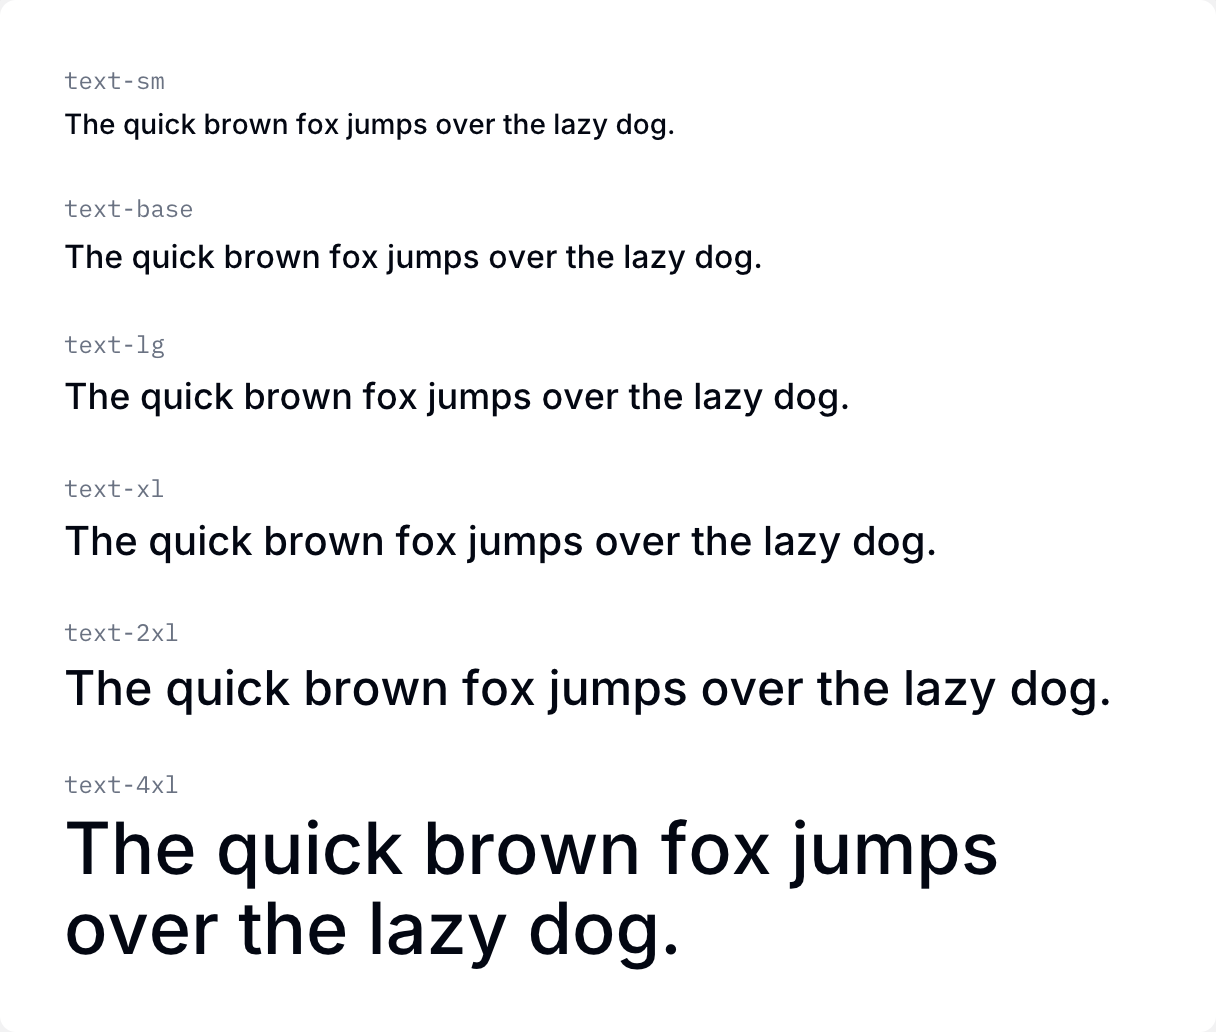 text-sm
The quick brown fox jumps over the lazy dog.
text-base
The quick brown fox jumps over the lazy dog.
text-lg
The quick brown fox jumps over the lazy dog.
text-xl
The quick brown fox jumps over the lazy dog.
text-2xl
The quick brown fox jumps over the lazy dog.
text-4xl
The quick brown fox jumps
over the lazy dog.